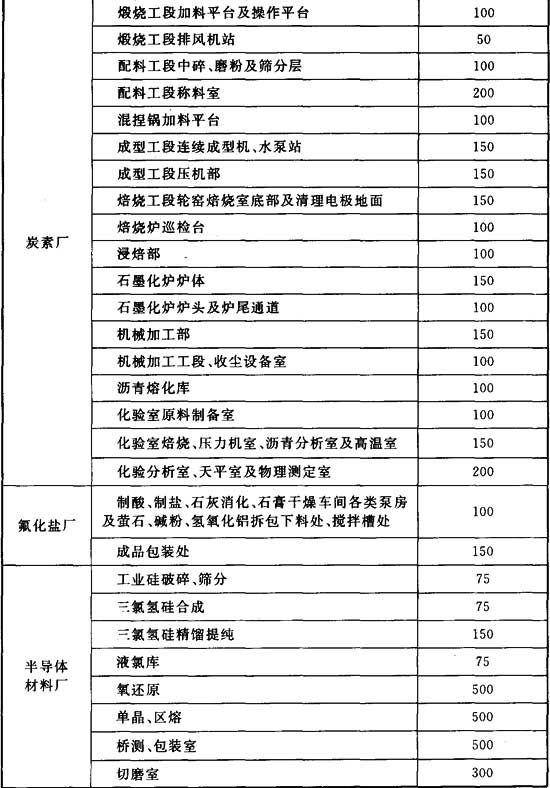 煅烧工段加料平台及操作平台 100
煅烧工段排风机站 50
配料工段中碎、磨粉及筛分层 100
配料工段称料室 200
混捏锅加料平台 100
成型工段连续成型机、水泵站 150
成型工段压机部 150
焙烧工段轮窑焙烧室底部及清理电极地面 150
炭素厂
焙烧炉巡检台 100
浸焙部 100
石墨化炉炉体 150
石墨化炉炉头及炉尾通道 100
机械加工部 150
机械加工工段、收尘设备室 100
沥青熔化库 100
化验室原料制备室 100
化验室焙烧、压力机室、沥青分析室及高温室 150
化验分析室、天平室及物理测定室 200
氟化盐厂
制酸、制盐、石灰消化、石膏干燥车间各类泵房
及萤石、碱粉、氢氧化铝拆包下料处、搅拌槽处 100
成品包装处 150
半导体
材料厂
工业硅破碎、筛分 75
三氯氢硅合成 75
三氯氢硅精馏提纯 150
液氯库 75
氧还原 500
单晶、区熔 500
桥测、包装室 500
切磨室 300